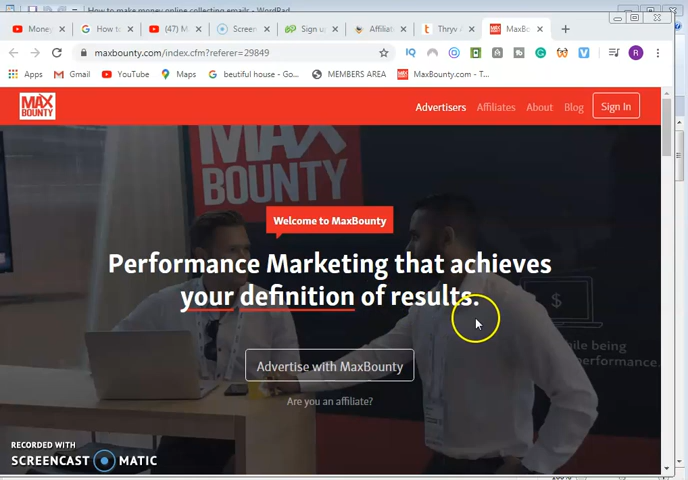 How to make money online collecting emails - WordPad
Money
G How to
(47) M
Screen
Sign u
Affiliat
t Thryv
MaxBo
maxbounty.com/index.cfm?referer=29849
Apps
Gmail
YouTube
Maps
beutiful house - Go...
MEMBERS AREA
MaxBounty.com - T...
MAX BOUNTY
Advertisers
Affiliates
About
Blog
Sign In
MAX
BOUNTY
Welcome to MaxBounty
Performance Marketing that achieves
your definition of results.
$
while being
performance.
Advertise with MaxBounty
Are you an affiliate?
RECORDED WITH
SCREENCAST MATIC
100%